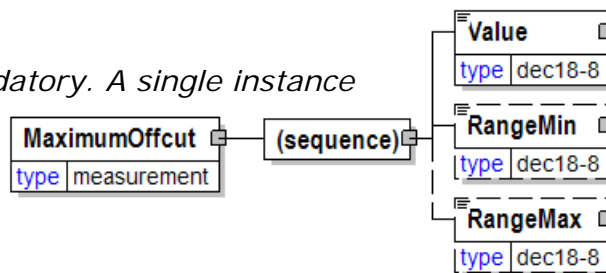 Value
type dec18-8
datory. A single instance
RangeMin
MaximumOffcut (sequence)
type dec18-8
type measurement
RangeMax
type dec18-8